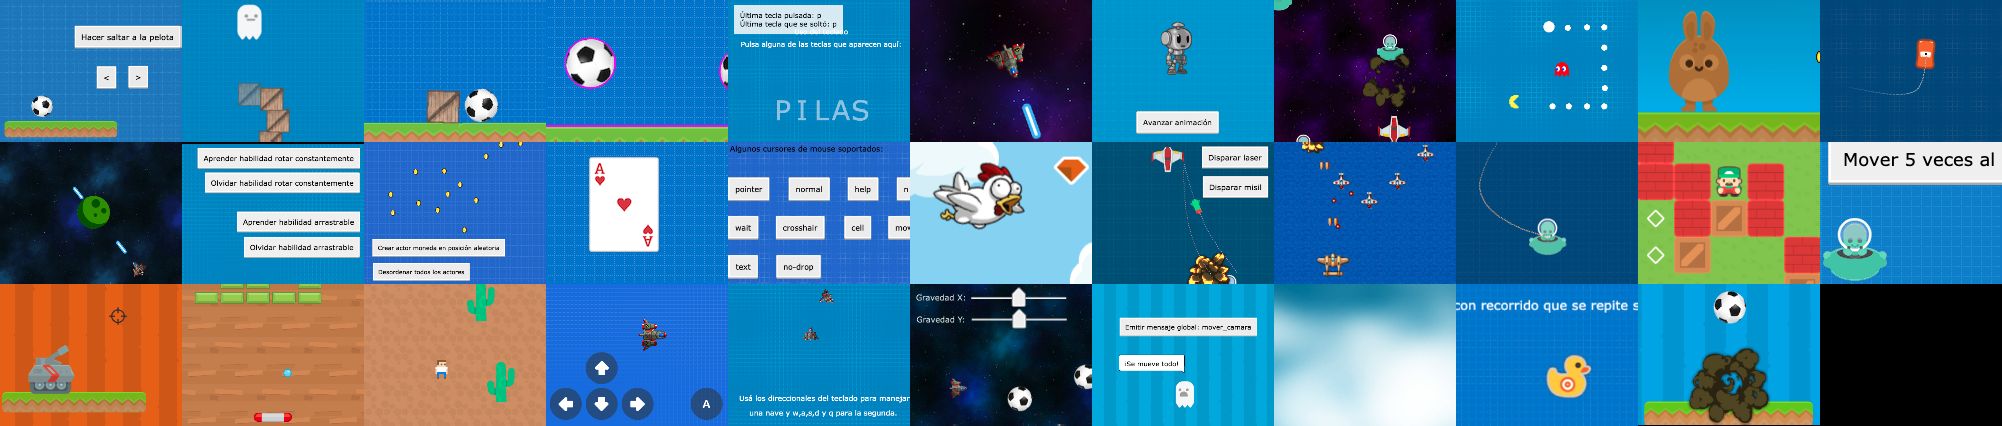 Hacer saltar a la pelota
<
>
Última tecla pulsada: p
Última tecla que se soltó: p
Pulsa alguna de las teclas que aparecen aquí:
PILAS
Avanzar animación
Aprender habilidad rotar constantemente
Olvidar habilidad rotar constantemente
Aprender habilidad arrastrable
Olvidar habilidad arrastrable
Crear actor moneda en posición aleatoria
Desordenar todos los actores
A
A
Algunos cursores de mouse soportados:
pointer
normal
help
n
wait
crosshair
cell
mov
text
no-drop
Disparar laser
Disparar misil
Mover 5 veces al
A
Usá los direccionales del teclado para manejar
una nave y w,a,s,d y q para la segunda.
Gravedad X:
Gravedad Y:
Emitir mensaje global: mover_camara
¡Se mueve todo!
con recorrido que se repite s